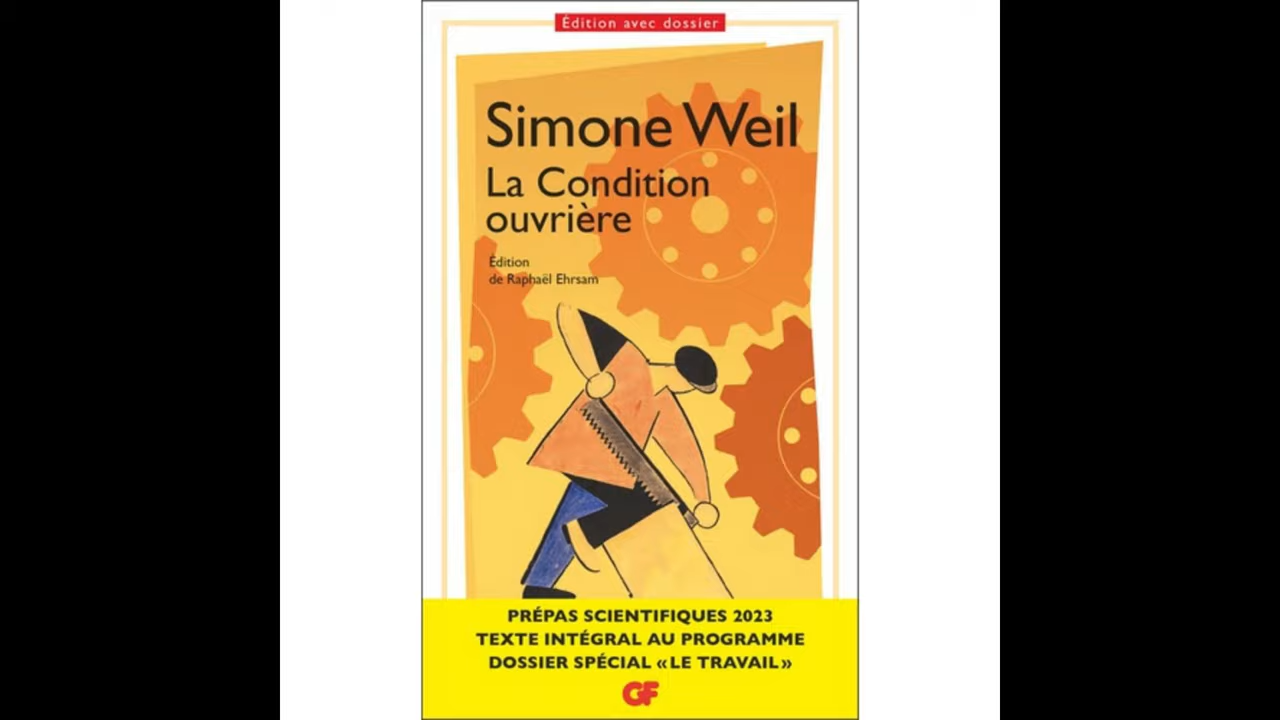 Édition avec dossier
Simone Weil
La Condition
ouvrière
Édition
de Raphaël Ehrsam
PRÉPAS SCIENTIFIQUES 2023
TEXTE INTÉGRAL AU PROGRAMME
DOSSIER SPÉCIAL « LE TRAVAIL »
GF